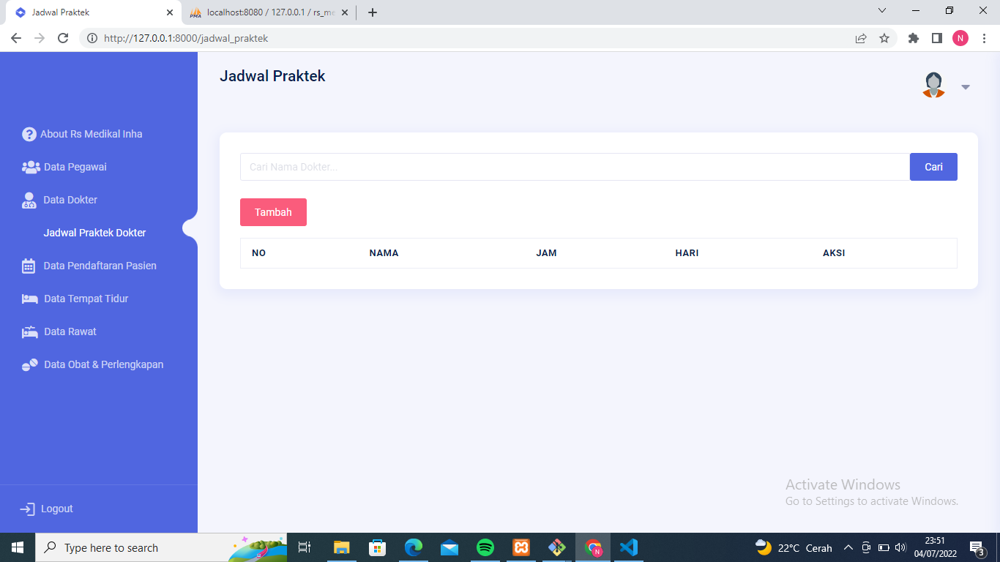 Jadwal Praktek
localhost:8080 / 127.0.0.1 / rs_me
http://127.0.0.1:8000/jadwal_praktek
N
Jadwal Praktek
About Rs Medikal Inha
Data Pegawai
Data Dokter
Jadwal Praktek Dokter
Data Pendaftaran Pasien
Data Tempat Tidur
Data Rawat
Data Obat & Perlengkapan
Logout
Cari Nama Dokter...
Cari
Tambah
NO NAMA JAM HARI AKSI
Activate Windows
Go to Settings to activate Windows.
Type here to search
N
22°C Cerah
23:51
04/07/2022
3